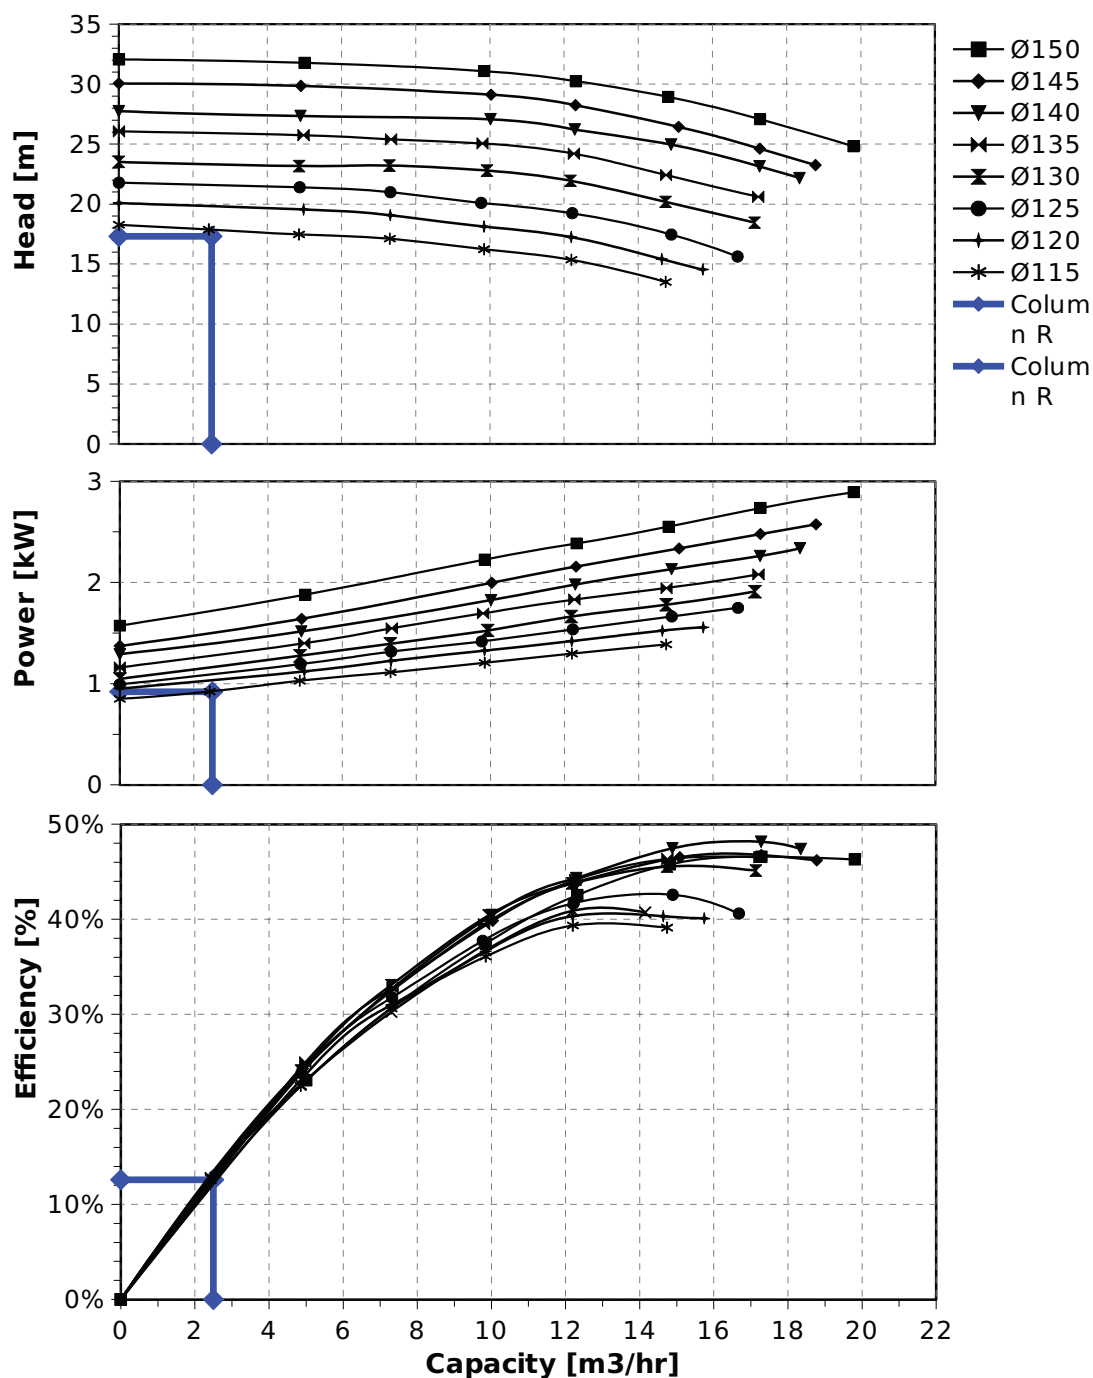 35
30
25
20
15
10
5
0
Head [m]
Ø150
Ø145
Ø140
Ø135
Ø130
Ø125
Ø120
Ø115
Colum
n R
Colum
n R
3
2
1
0
Power [kW]
50%
40%
30%
20%
10%
0%
Efficiency [%]
0 2 4 6 8 10 12 14 16 18 20 22
Capacity [m3/hr]